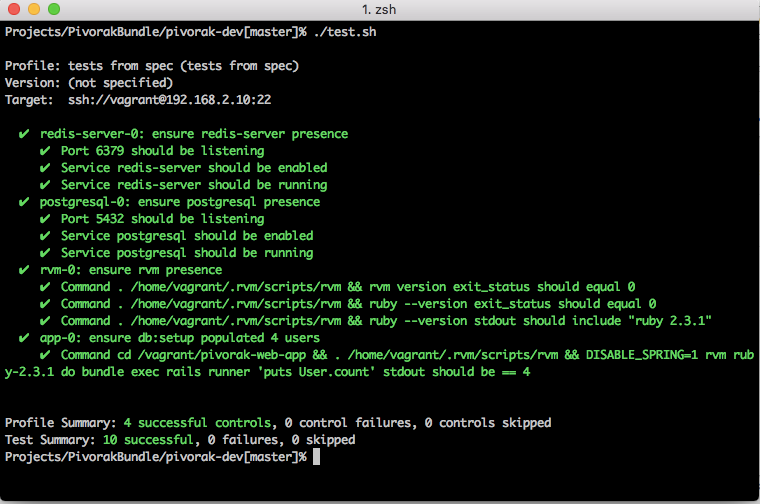 1. zsh
Projects/PivorakBundle/pivorak-dev[master]% ./test.sh
Profile: tests from spec (tests from spec)
Version: (not specified)
Target:  ssh://vagrant@192.168.2.10:22
✔ redis-server-0: ensure redis-server presence
✔ Port 6379 should be listening
✔ Service redis-server should be enabled
✔ Service redis-server should be running
✔ postgresql-0: ensure postgresql presence
✔ Port 5432 should be listening
✔ Service postgresql should be enabled
✔ Service postgresql should be running
✔ rvm-0: ensure rvm presence
✔ Command . /home/vagrant/.rvm/scripts/rvm && rvm version exit_status should equal 0
✔ Command . /home/vagrant/.rvm/scripts/rvm && ruby --version exit_status should equal 0
✔ Command . /home/vagrant/.rvm/scripts/rvm && ruby --version stdout should include "ruby 2.3.1"
✔ app-0: ensure db:setup populated 4 users
✔ Command cd /vagrant/pivorak-web-app && . /home/vagrant/.rvm/scripts/rvm && DISABLE_SPRING=1 rvm rub
y-2.3.1 do bundle exec rails runner 'puts User.count' stdout should be == 4
Profile Summary: 4 successful controls, 0 control failures, 0 controls skipped
Test Summary: 10 successful, 0 failures, 0 skipped
Projects/PivorakBundle/pivorak-dev[master]%